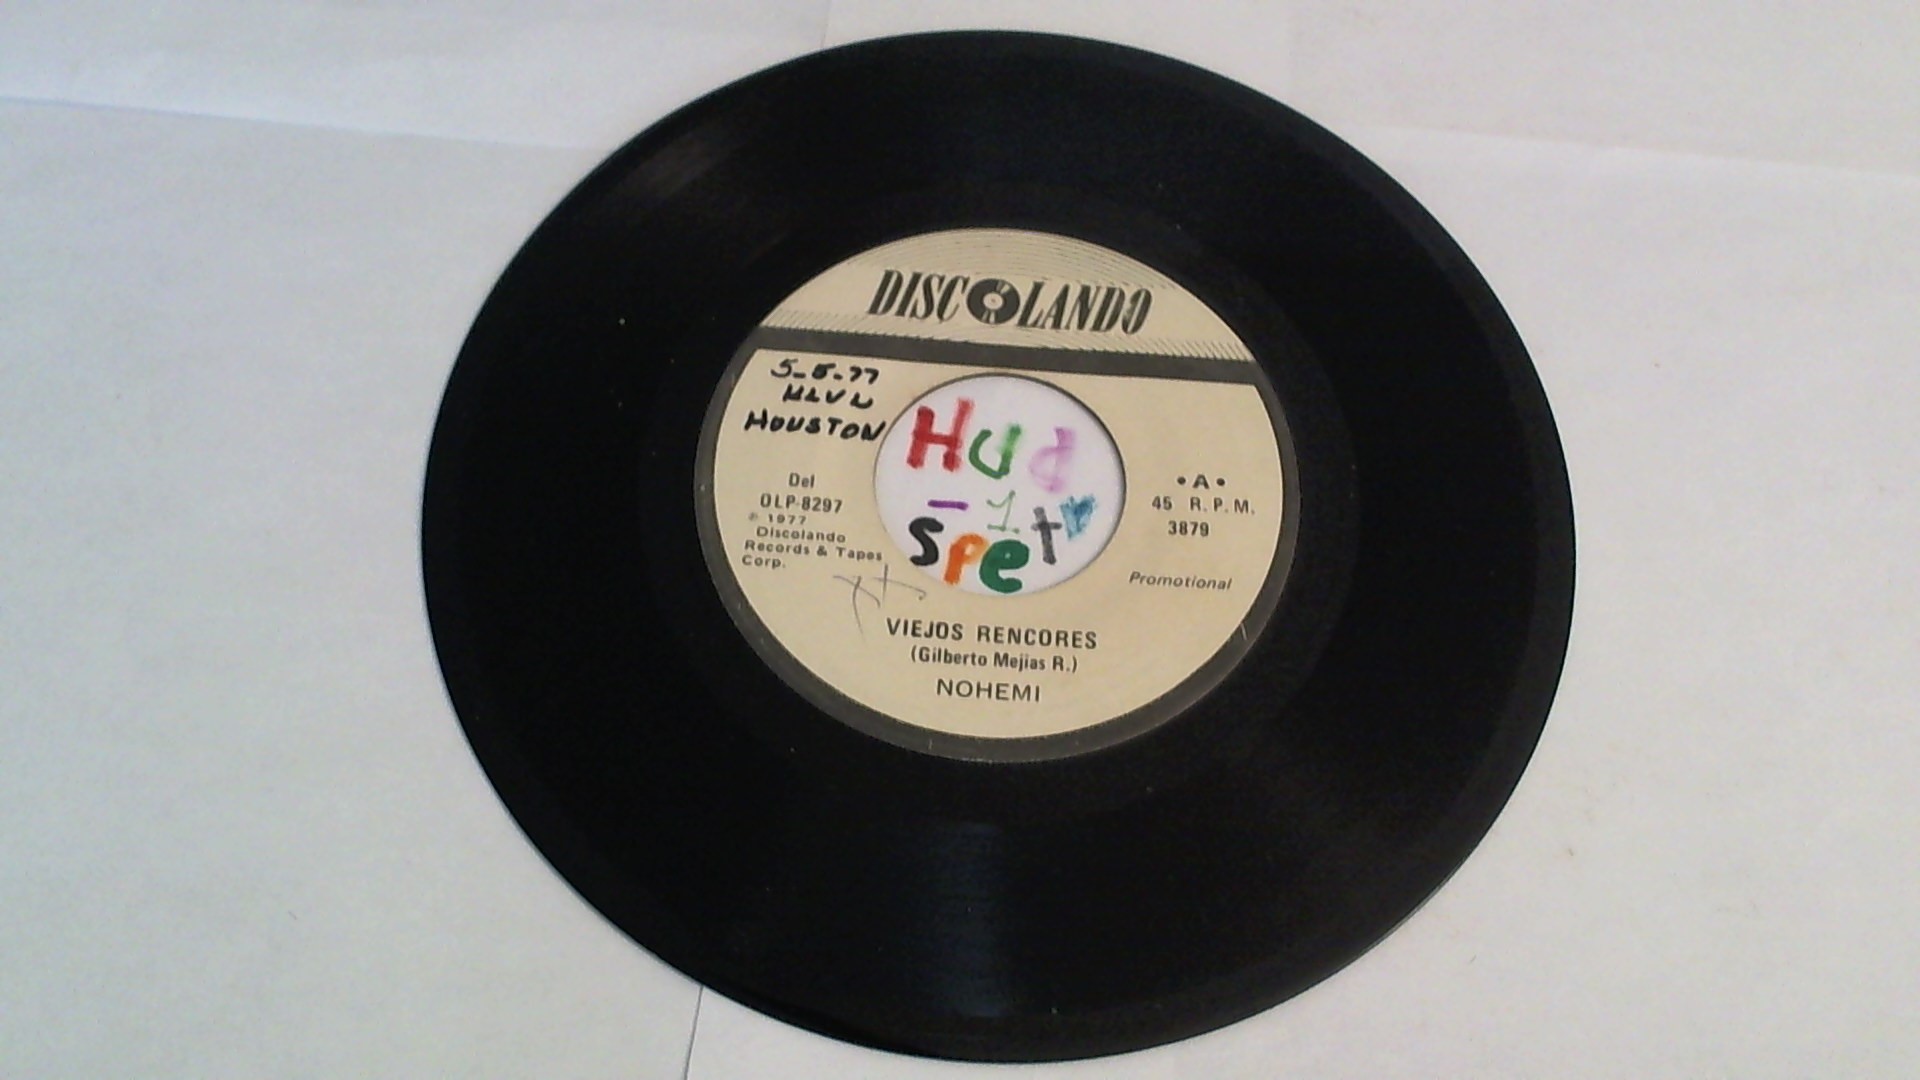 DISCOLANDO
5-5-77
KLVL
HOUSTON
Hud
-1
spet
Del
OLP-8297
℗ 1977
Discolando
Records & Tapes
Corp.
• A •
45 R.P.M.
3879
Promotional
VIEJOS RENCORES
(Gilberto Mejias R.)
NOHEMI